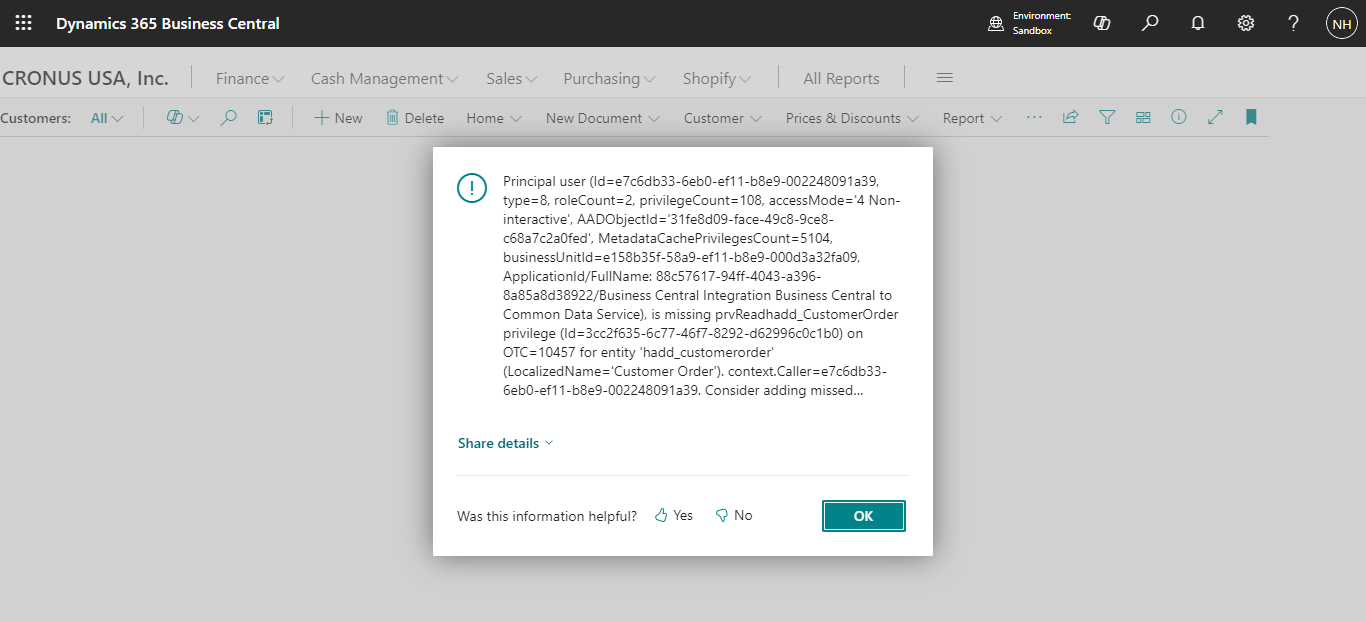 Dynamics 365 Business Central
Environment:
Sandbox
NH
CRONUS USA, Inc.
Finance
Cash Management
Sales
Purchasing
Shopify
All Reports
Customers:
All
New
Delete
Home
New Document
Customer
Prices & Discounts
Report
Principal user (Id=e7c6db33-6eb0-ef11-b8e9-002248091a39,
type=8, roleCount=2, privilegeCount=108, accessMode='4 Non-
interactive', AADObjectId='31fe8d09-face-49c8-9ce8-
c68a7c2a0fed', MetadataCachePrivilegesCount=5104,
businessUnitId=e158b35f-58a9-ef11-b8e9-000d3a32fa09,
ApplicationId/FullName: 88c57617-94ff-4043-a396-
8a85a8d38922/Business Central Integration Business Central to
Common Data Service), is missing prvReadhadd_CustomerOrder
privilege (Id=3cc2f635-6c77-46f7-8292-d62996c0c1b0) on
OTC=10457 for entity 'hadd_customerorder'
(LocalizedName='Customer Order'). context.Caller=e7c6db33-
6eb0-ef11-b8e9-002248091a39. Consider adding missed...
Share details
Was this information helpful?
Yes
No
OK